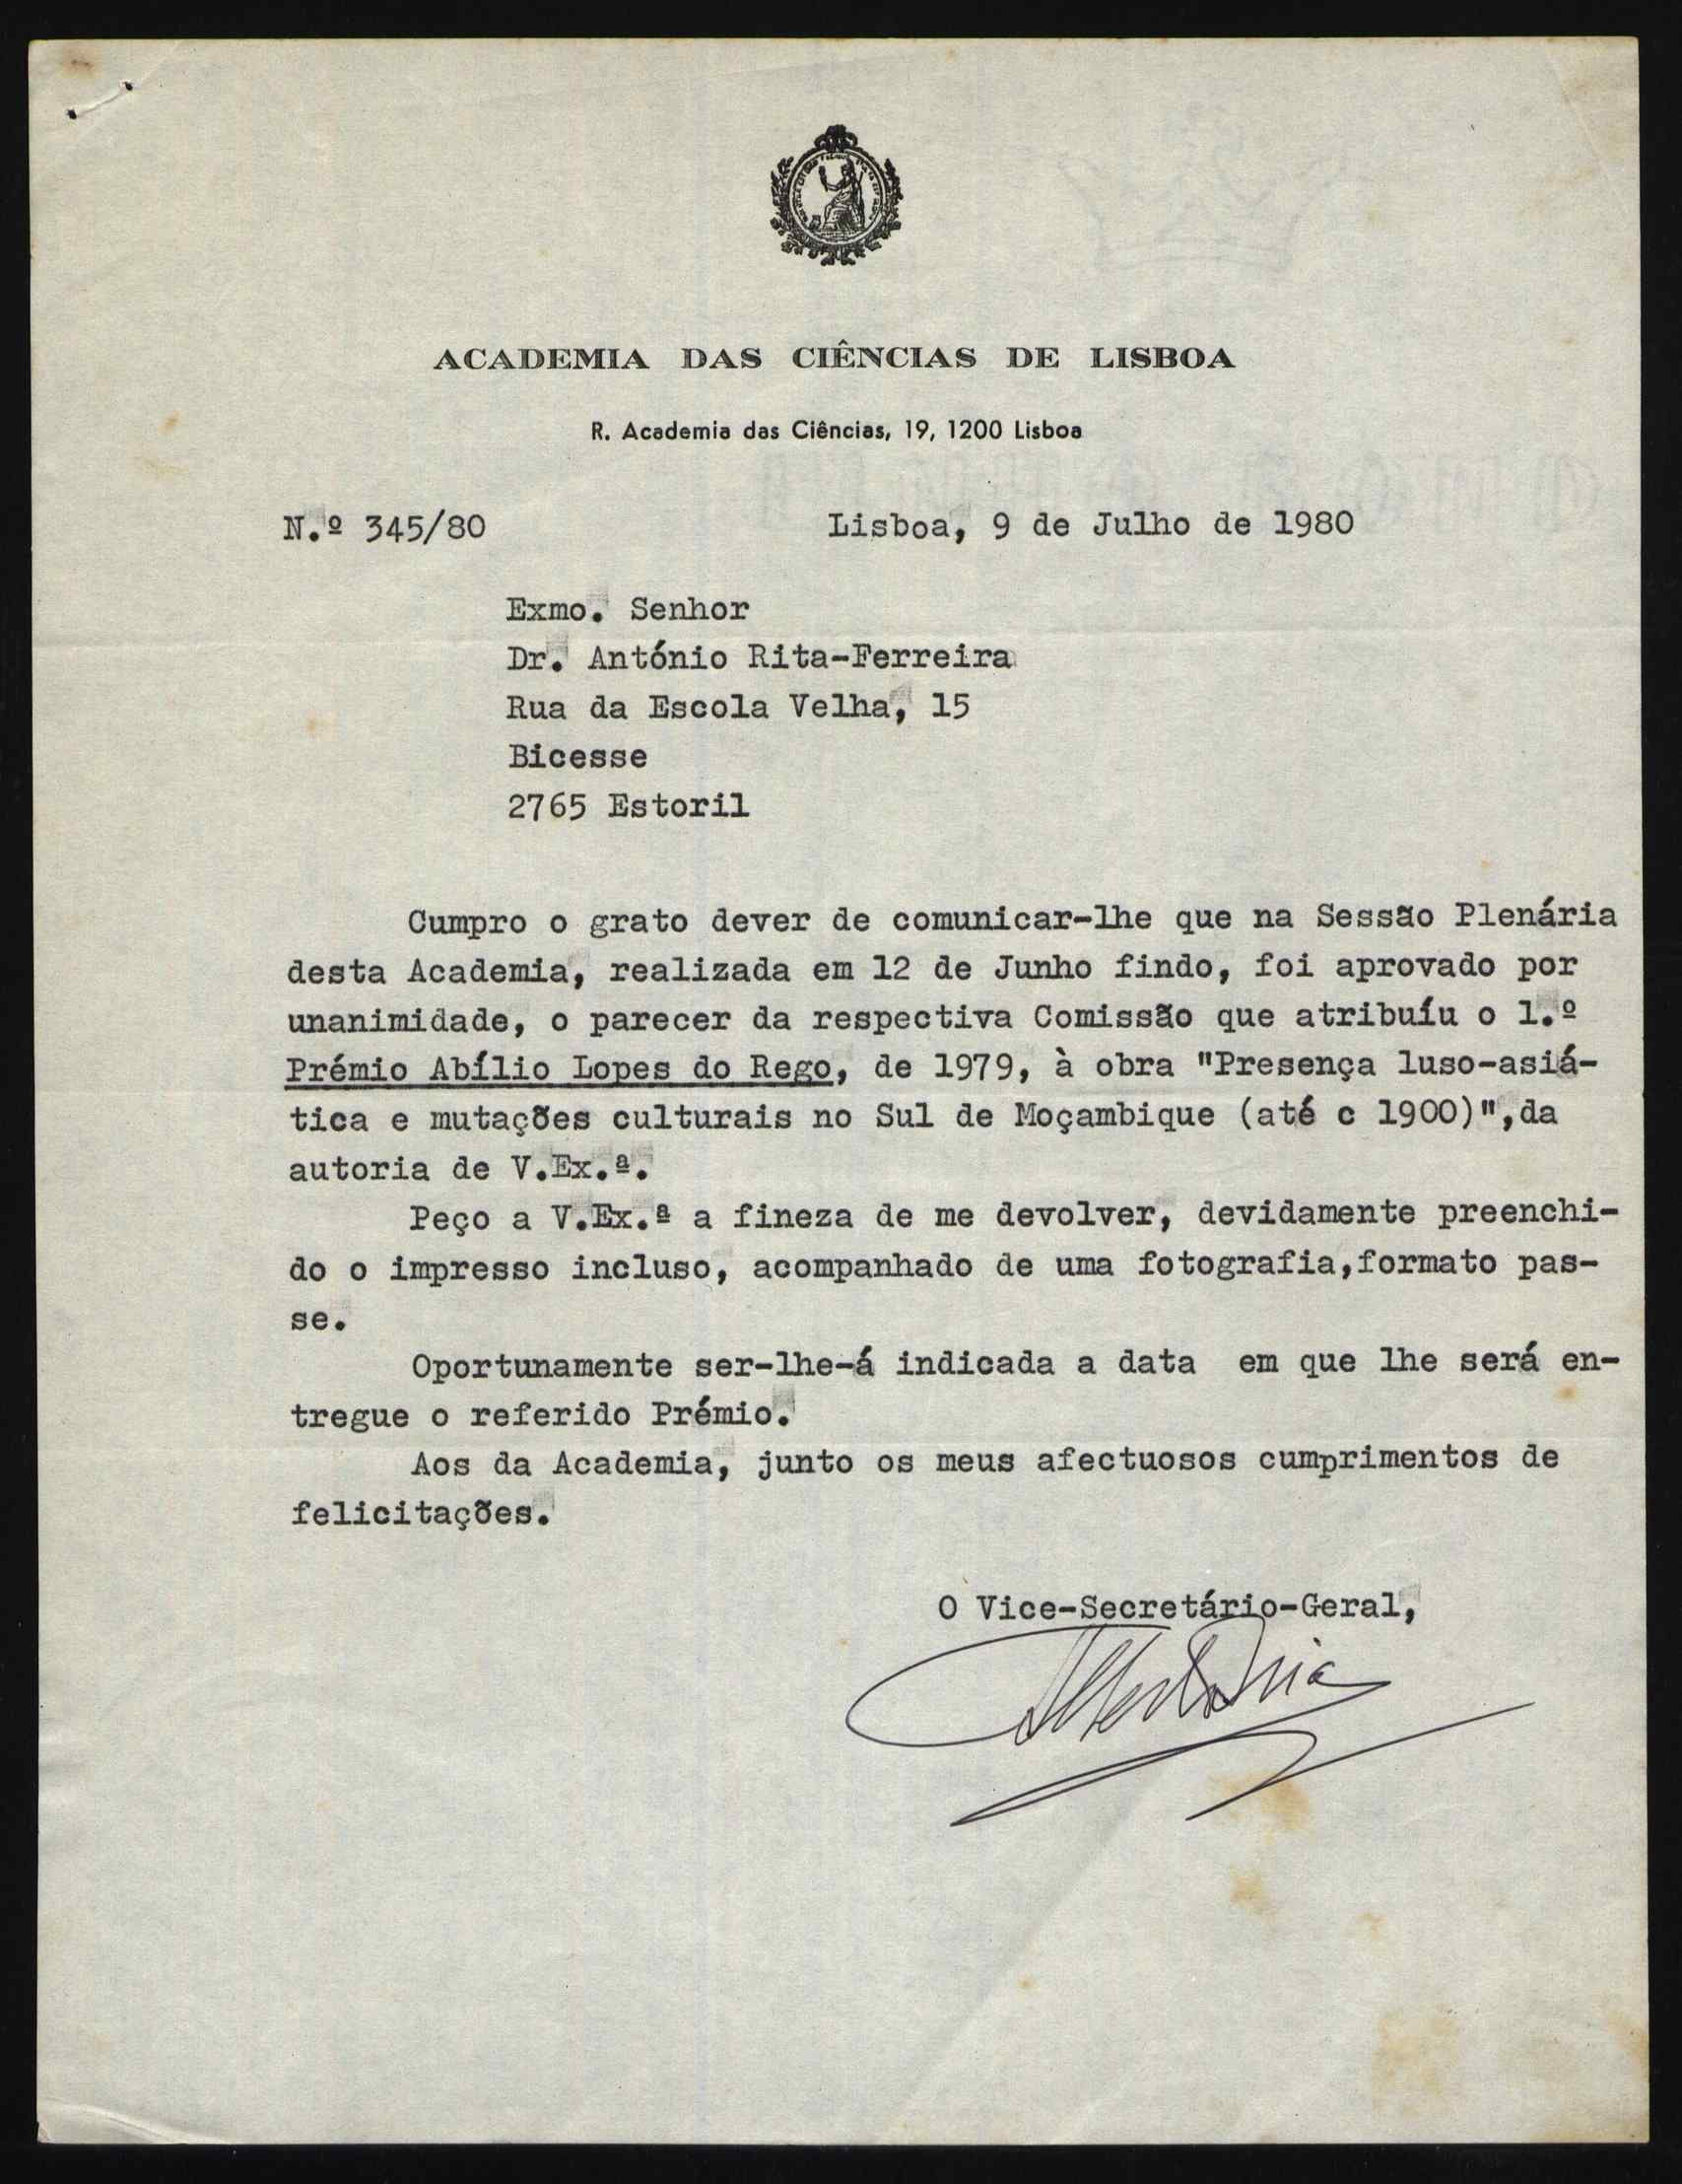 ACADEMIA DAS CIÊNCIAS DE LISBOA
R. Academia das Ciências, 19, 1200 Lisboa
N.º 345/80 Lisboa, 9 de Julho de 1980
Exmo. Senhor
Dr. António Rita-Ferreira
Rua da Escola Velha, 15
Bicesse
2765 Estoril
Cumpro o grato dever de comunicar-lhe que na Sessão Plenária
desta Academia, realizada em 12 de Junho findo, foi aprovado por
unanimidade, o parecer da respectiva Comissão que atribuíu o 1.º
Prémio Abílio Lopes do Rego, de 1979, à obra "Presença luso-asiá-
tica e mutações culturais no Sul de Moçambique (até c 1900)",da
autoria de V.Ex.ª.
Peço a V.Ex.ª a fineza de me devolver, devidamente preenchi-
do o impresso incluso, acompanhado de uma fotografia,formato pas-
se.
Oportunamente ser-lhe-á indicada a data em que lhe será en-
tregue o referido Prémio.
Aos da Academia, junto os meus afectuosos cumprimentos de
felicitações.
O Vice-Secretário-Geral,